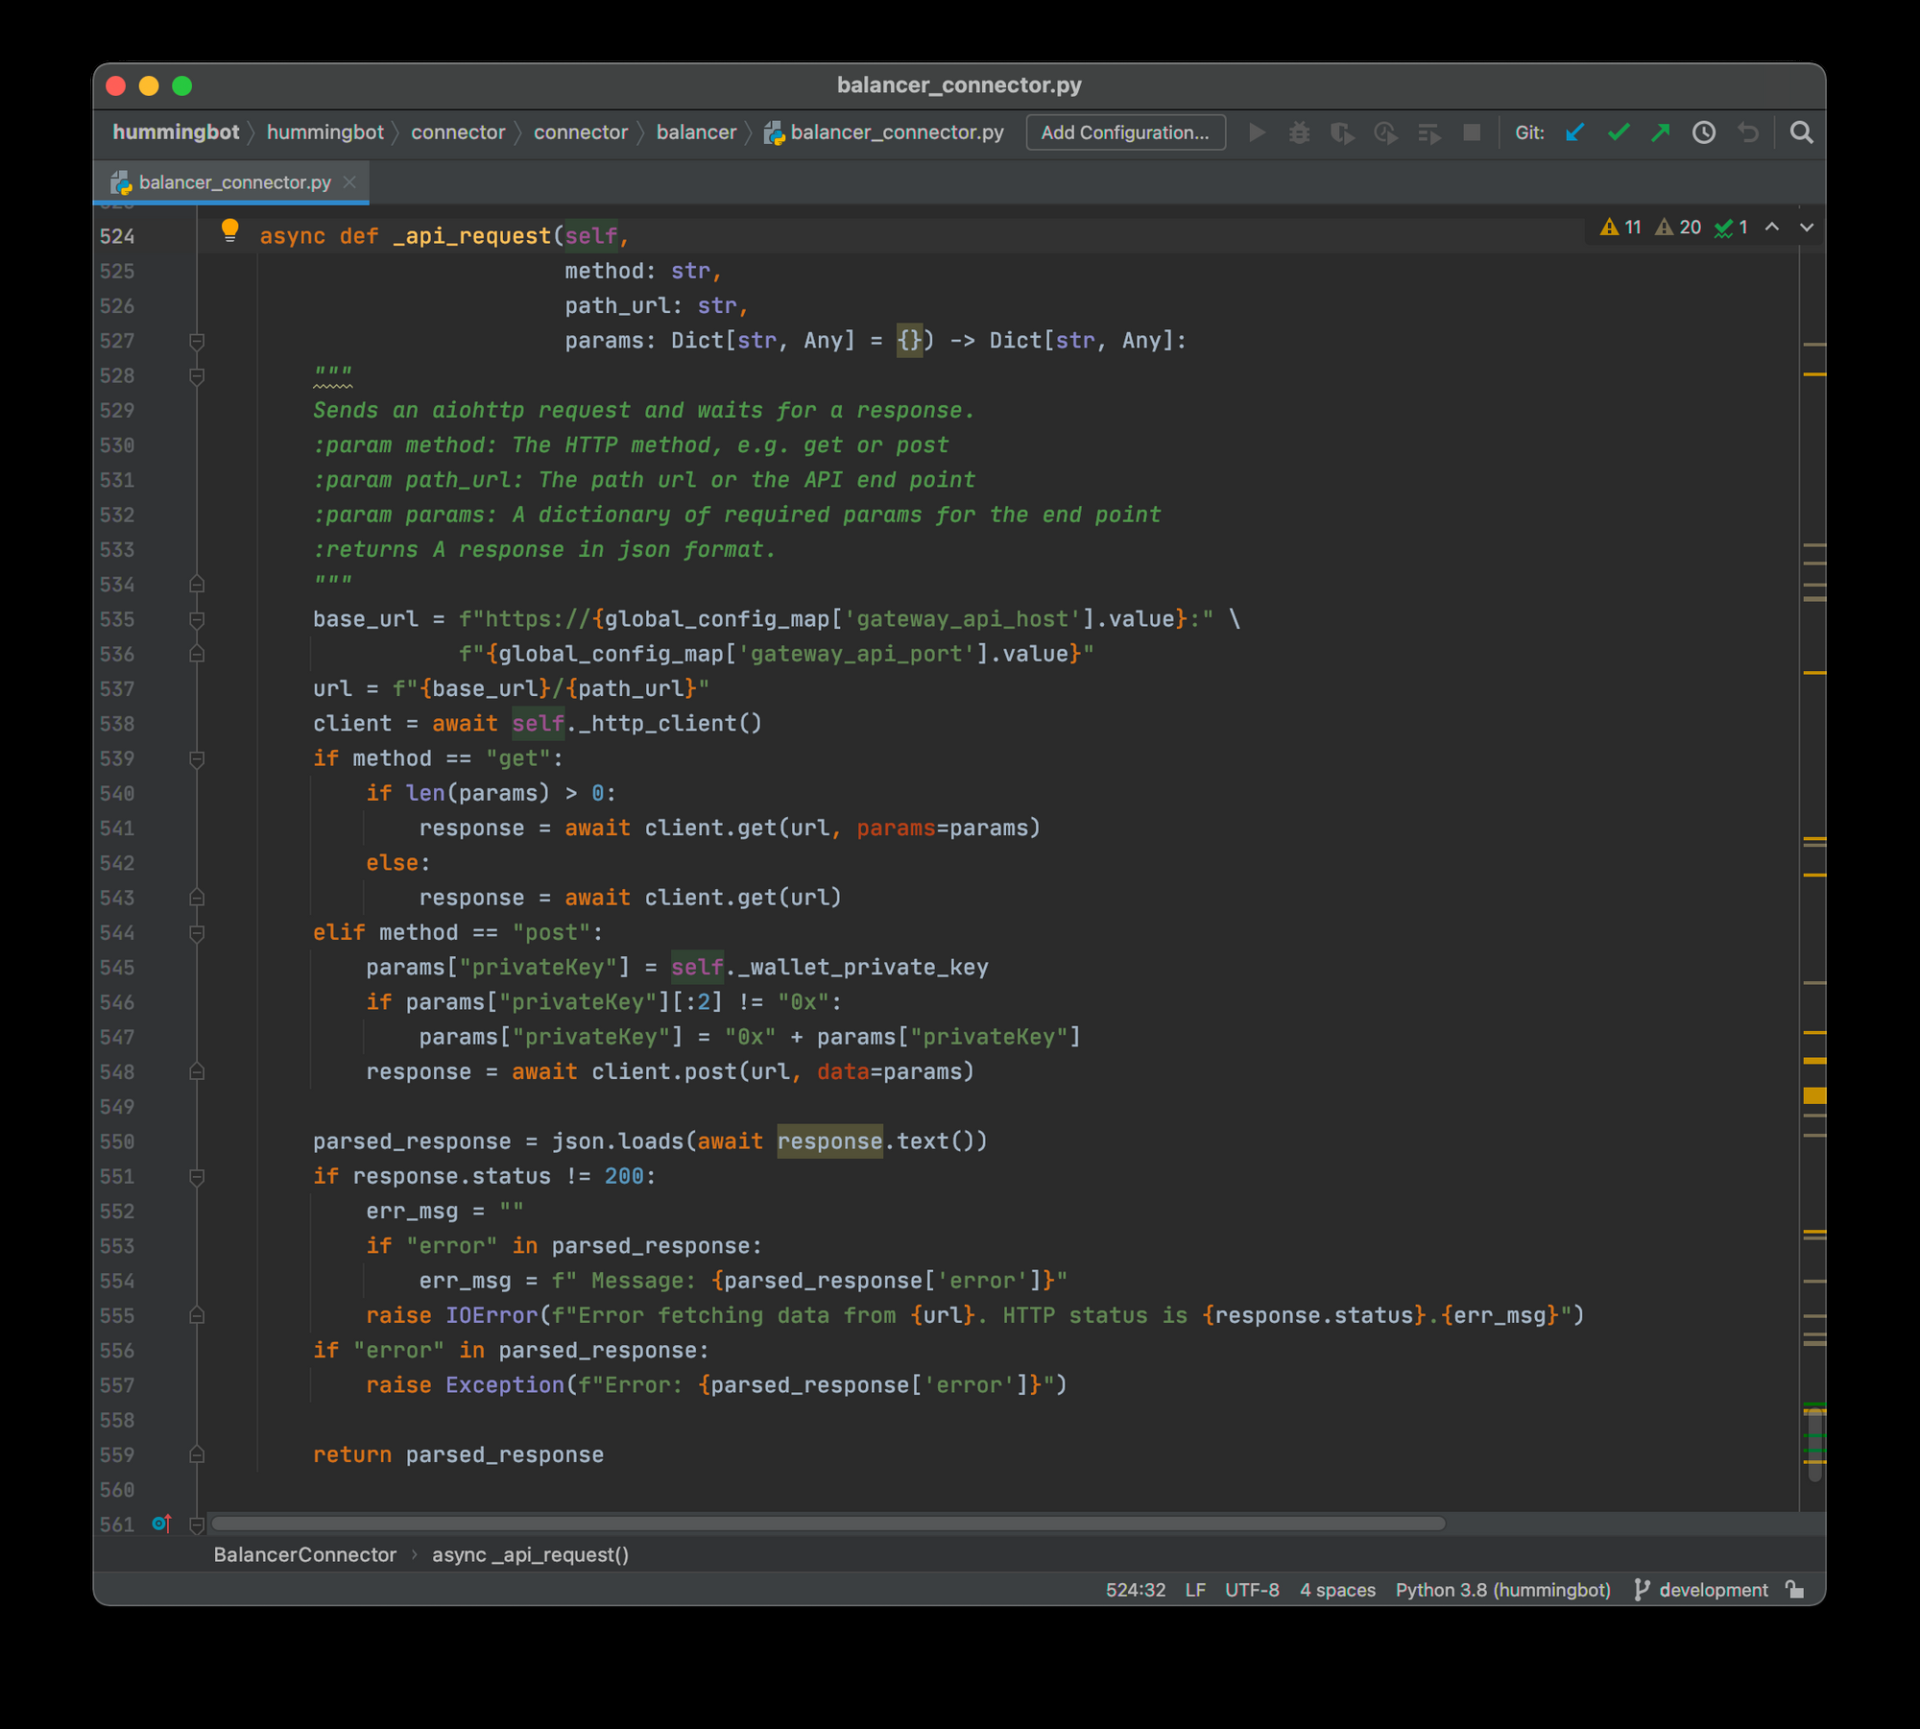 balancer_connector.py
hummingbot hummingbot connector connector balancer balancer_connector.py Add Configuration... Git:
balancer_connector.py
524 async def _api_request(self, 11 20 1
525 method: str,
526 path_url: str,
527 params: Dict[str, Any] = {}) -> Dict[str, Any]:
528 """
529 Sends an aiohttp request and waits for a response.
530 :param method: The HTTP method, e.g. get or post
531 :param path_url: The path url or the API end point
532 :param params: A dictionary of required params for the end point
533 :returns A response in json format.
534 """
535 base_url = f"https://{global_config_map['gateway_api_host'].value}:" \
536 f"{global_config_map['gateway_api_port'].value}"
537 url = f"{base_url}/{path_url}"
538 client = await self._http_client()
539 if method == "get":
540 if len(params) > 0:
541 response = await client.get(url, params=params)
542 else:
543 response = await client.get(url)
544 elif method == "post":
545 params["privateKey"] = self._wallet_private_key
546 if params["privateKey"][:2] != "0x":
547 params["privateKey"] = "0x" + params["privateKey"]
548 response = await client.post(url, data=params)
549
550 parsed_response = json.loads(await response.text())
551 if response.status != 200:
552 err_msg = ""
553 if "error" in parsed_response:
554 err_msg = f" Message: {parsed_response['error']}"
555 raise IOError(f"Error fetching data from {url}. HTTP status is {response.status}.{err_msg}")
556 if "error" in parsed_response:
557 raise Exception(f"Error: {parsed_response['error']}")
558
559 return parsed_response
560
561
BalancerConnector async _api_request()
524:32 LF UTF-8 4 spaces Python 3.8 (hummingbot) development